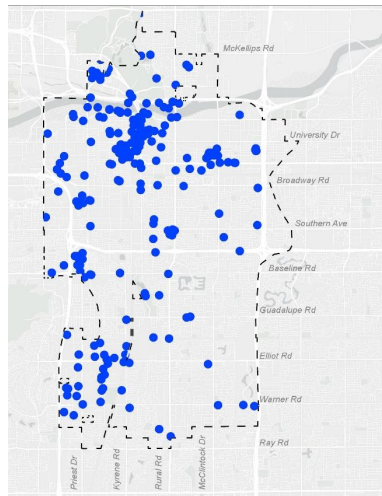 McKellips Rd
University Dr
Broadway Rd
Southern Ave
Baseline Rd
Guadalupe Rd
Elliot Rd
Warner Rd
Ray Rd
Priest Dr
Kyrene Rd
Rural Rd
McClintock Dr